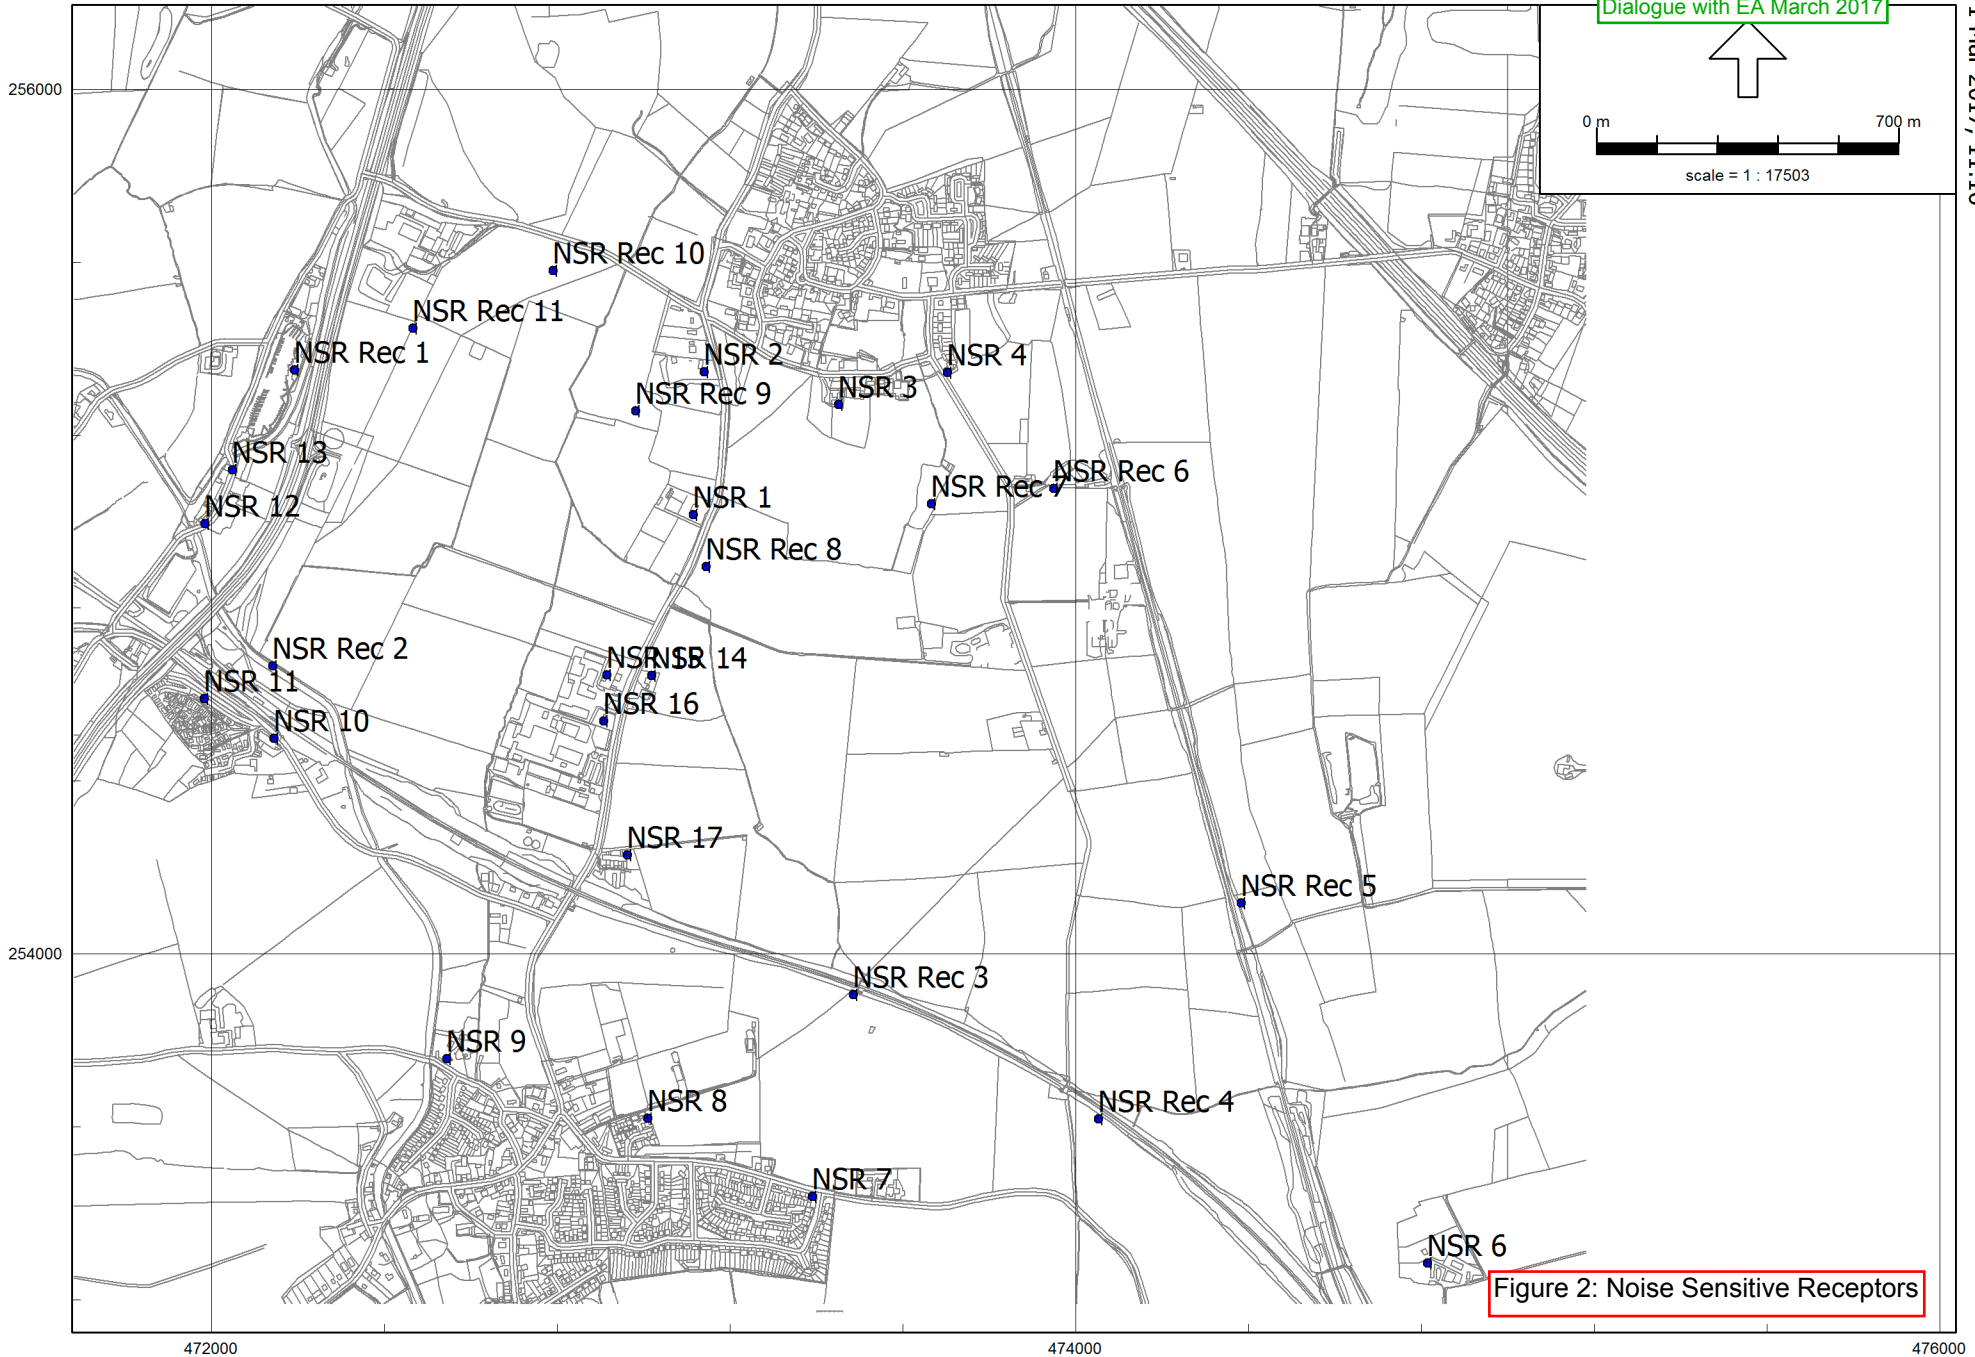 Dialogue with EA March 2017
0 m
700 m
scale = 1 : 17503
256000
NSR Rec 10
NSR Rec 11
NSR Rec 1
NSR 2
NSR 4
NSR Rec 9
NSR 3
NSR 13
NSR Rec 6
NSR Rec 7
NSR 12
NSR 1
NSR Rec 8
NSR Rec 2
NSR 15
NSR 14
NSR 11
NSR 16
NSR 10
NSR 17
NSR Rec 5
254000
NSR Rec 3
NSR 9
NSR 8
NSR Rec 4
NSR 7
NSR 6
Figure 2: Noise Sensitive Receptors
472000
474000
476000